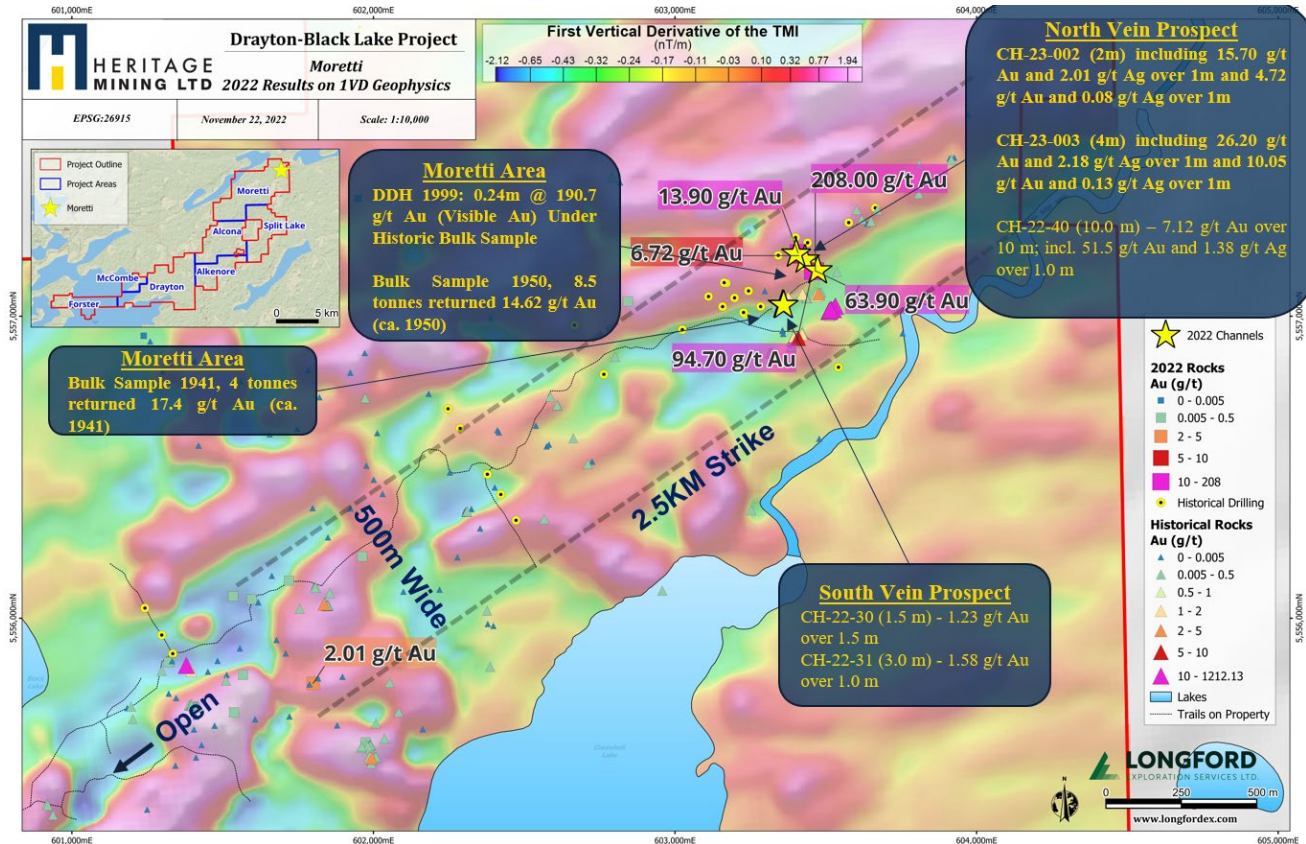 601,000mE
602,000mE
603,000mE
604,000mE
605,000mE
HERITAGE
MINING LTD
Drayton-Black Lake Project
Moretti
2022 Results on 1VD Geophysics
EPSG:26915
November 22, 2022
Scale: 1:10,000
First Vertical Derivative of the TMI
(nT/m)
-2.12 -0.65 -0.43 -0.24 -0.17 -0.11 -0.03 0.10 0.32 0.77 1.94
North Vein Prospect
CH-23-002 (2m) including 15.70 g/t
Au and 2.01 g/t Ag over 1m and 4.72
g/t Au and 0.08 g/t Ag over 1m
CH-23-003 (4m) including 26.20 g/t
Au and 2.18 g/t Ag over 1m and 10.05
g/t Au and 0.13 g/t Ag over 1m
CH-22-40 (10.0 m) – 7.12 g/t Au over
10 m; incl. 51.5 g/t Au and 1.38 g/t Ag
over 1.0 m
Project Outline
Project Areas
Moretti
Moretti
Alcona
Split Lake
Alkenore
McCombe
Drayton
Forster
0 5 km
Moretti Area
DDH 1999: 0.24m @ 190.7
g/t Au (Visible Au) Under
Historic Bulk Sample
Bulk Sample 1950, 8.5
tonnes returned 14.62 g/t Au
(ca. 1950)
Moretti Area
Bulk Sample 1941, 4 tonnes
returned 17.4 g/t Au (ca.
1941)
13.90 g/t Au
208.00 g/t Au
6.72 g/t Au
63.90 g/t Au
94.70 g/t Au
5,557,000mN
5,557,000mN
2.5KM Strike
500m Wide
2.01 g/t Au
Open
5,556,000mN
5,556,000mN
South Vein Prospect
CH-22-30 (1.5 m) - 1.23 g/t Au
over 1.5 m
CH-22-31 (3.0 m) - 1.58 g/t Au
over 1.0 m
2022 Channels
2022 Rocks
Au (g/t)
0 - 0.005
0.005 - 0.5
2 - 5
5 - 10
10 - 208
Historical Drilling
Historical Rocks
Au (g/t)
0 - 0.005
0.005 - 0.5
0.5 - 1
1 - 2
2 - 5
5 - 10
10 - 1212.13
Lakes
Trails on Property
LONGFORD
EXPLORATION SERVICES LTD.
N
0 250 500 m
www.longfordex.com
601,000mE
602,000mE
603,000mE
604,000mE
605,000mE